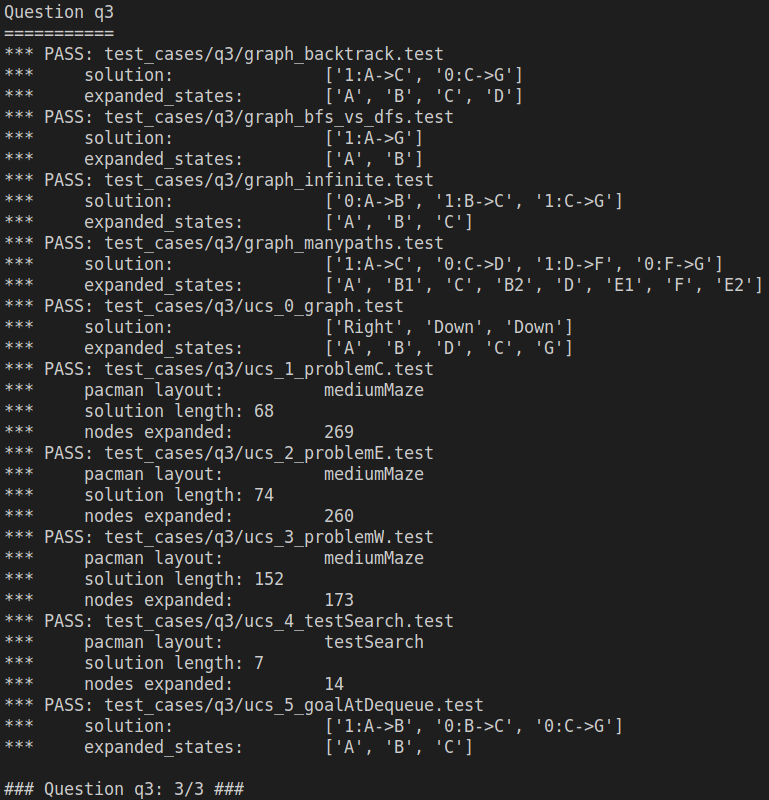 Question q3
===========
*** PASS: test_cases/q3/graph_backtrack.test
***     solution:               ['1:A->C', '0:C->G']
***     expanded_states:        ['A', 'B', 'C', 'D']
*** PASS: test_cases/q3/graph_bfs_vs_dfs.test
***     solution:               ['1:A->G']
***     expanded_states:        ['A', 'B']
*** PASS: test_cases/q3/graph_infinite.test
***     solution:               ['0:A->B', '1:B->C', '1:C->G']
***     expanded_states:        ['A', 'B', 'C']
*** PASS: test_cases/q3/graph_manypaths.test
***     solution:               ['1:A->C', '0:C->D', '1:D->F', '0:F->G']
***     expanded_states:        ['A', 'B1', 'C', 'B2', 'D', 'E1', 'F', 'E2']
*** PASS: test_cases/q3/ucs_0_graph.test
***     solution:               ['Right', 'Down', 'Down']
***     expanded_states:        ['A', 'B', 'D', 'C', 'G']
*** PASS: test_cases/q3/ucs_1_problemC.test
***     pacman layout:          mediumMaze
***     solution length: 68
***     nodes expanded:         269
*** PASS: test_cases/q3/ucs_2_problemE.test
***     pacman layout:          mediumMaze
***     solution length: 74
***     nodes expanded:         260
*** PASS: test_cases/q3/ucs_3_problemW.test
***     pacman layout:          mediumMaze
***     solution length: 152
***     nodes expanded:         173
*** PASS: test_cases/q3/ucs_4_testSearch.test
***     pacman layout:          testSearch
***     solution length: 7
***     nodes expanded:         14
*** PASS: test_cases/q3/ucs_5_goalAtDequeue.test
***     solution:               ['1:A->B', '0:B->C', '0:C->G']
***     expanded_states:        ['A', 'B', 'C']

### Question q3: 3/3 ###